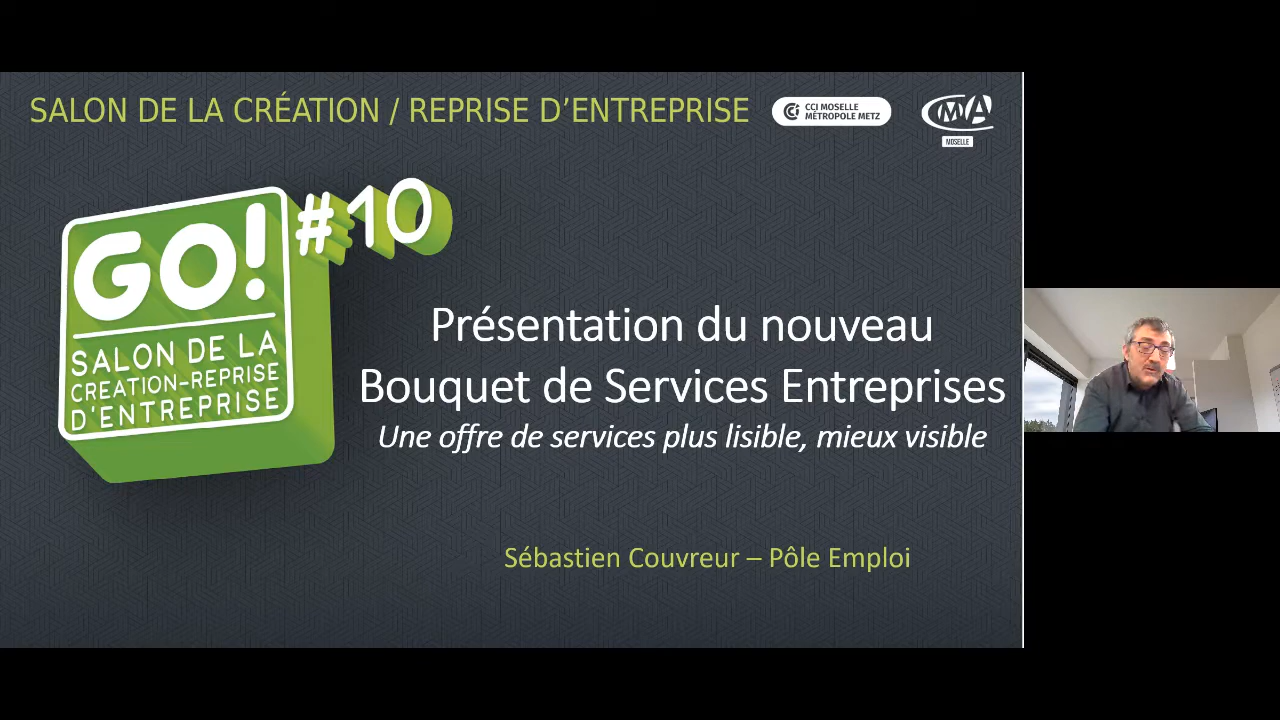 SALON DE LA CRÉATION / REPRISE D’ENTREPRISE
CCI MOSELLE
MÉTROPOLE METZ
CMA
MOSELLE
GO! #10
SALON DE LA
CREATION-REPRISE
D'ENTREPRISE
Présentation du nouveau
Bouquet de Services Entreprises
Une offre de services plus lisible, mieux visible
Sébastien Couvreur – Pôle Emploi